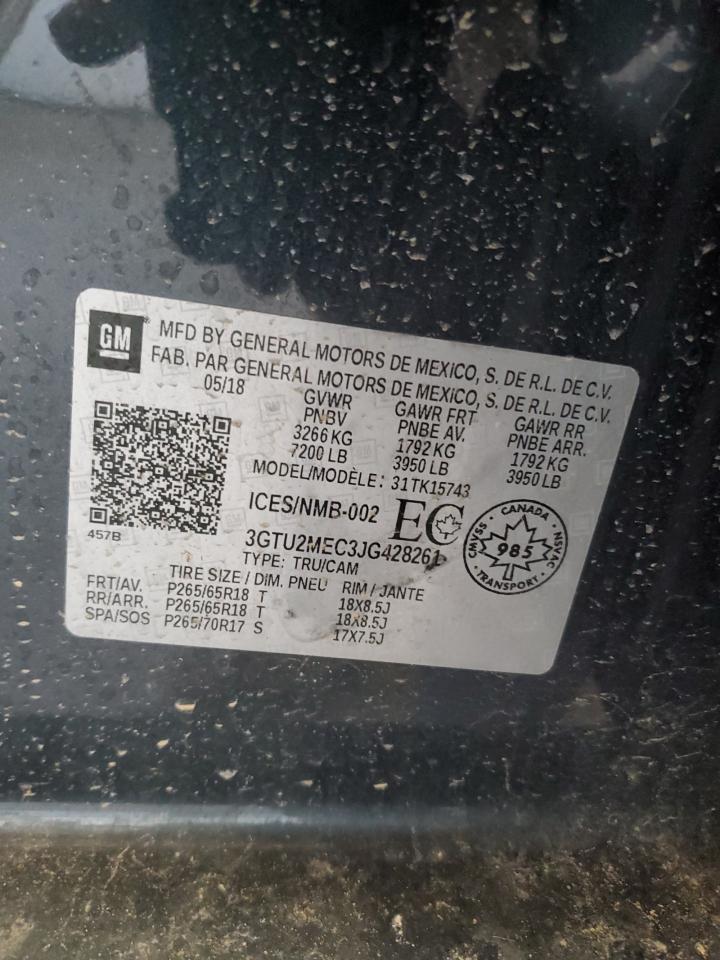 GM
MFD BY GENERAL MOTORS DE MEXICO, S. DE R.L. DE C.V.
FAB. PAR GENERAL MOTORS DE MEXICO, S. DE R.L. DE C.V.
05/18 GVWR GAWR FRT GAWR RR
PNBV PNBE AV. PNBE ARR.
3266 KG 1792 KG 1792 KG
7200 LB 3950 LB 3950 LB
MODEL/MODÈLE: 31TK15743
ICES/NMB-002 EC
CANADA
CMVSS 985 NSVAC
TRANSPORT
457B
3GTU2MEC3JG428261
TYPE: TRU/CAM
TIRE SIZE / DIM. PNEU RIM / JANTE
FRT/AV. P265/65R18 T 18X8.5J
RR/ARR. P265/65R18 T 18X8.5J
SPA/SOS P265/70R17 S 17X7.5J